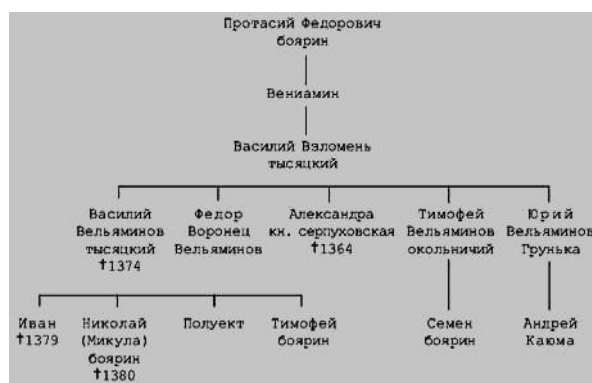 Протасий Федорович
боярин
Вениамин
Василий Взломень
тысяцкий
Василий
Вельяминов
тысяцкий
†1374
Федор
Воронец
Вельяминов
Александра
кн. серпуховская
†1364
Тимофей
Вельяминов
окольничий
Юрий
Вельяминов
Грунька
Иван
†1379
Николай
(Микула)
боярин
†1380
Полуект
Тимофей
боярин
Семен
боярин
Андрей
Каюма